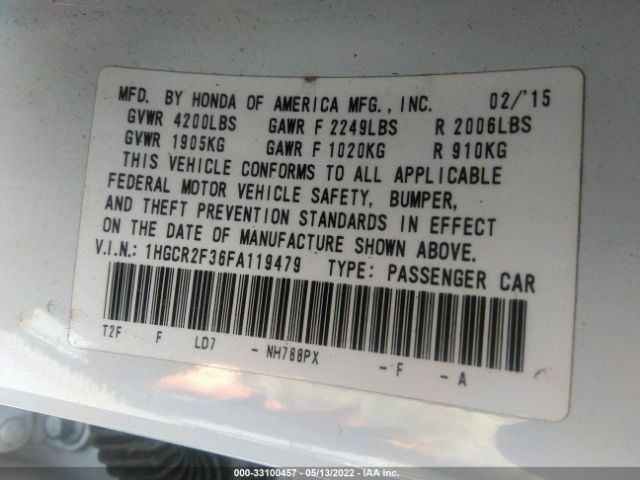 MFD. BY HONDA OF AMERICA MFG., INC. 02/'15
GVWR 4200LBS GAWR F 2249LBS R 2006LBS
GVWR 1905KG GAWR F 1020KG R 910KG
THIS VEHICLE CONFORMS TO ALL APPLICABLE
FEDERAL MOTOR VEHICLE SAFETY, BUMPER,
AND THEFT PREVENTION STANDARDS IN EFFECT
ON THE DATE OF MANUFACTURE SHOWN ABOVE.
V.I.N.: 1HGCR2F36FA119479 TYPE: PASSENGER CAR
T2F F LD7 - NH788PX - F - A
000-33100457 - 05/13/2022 - IAA Inc.